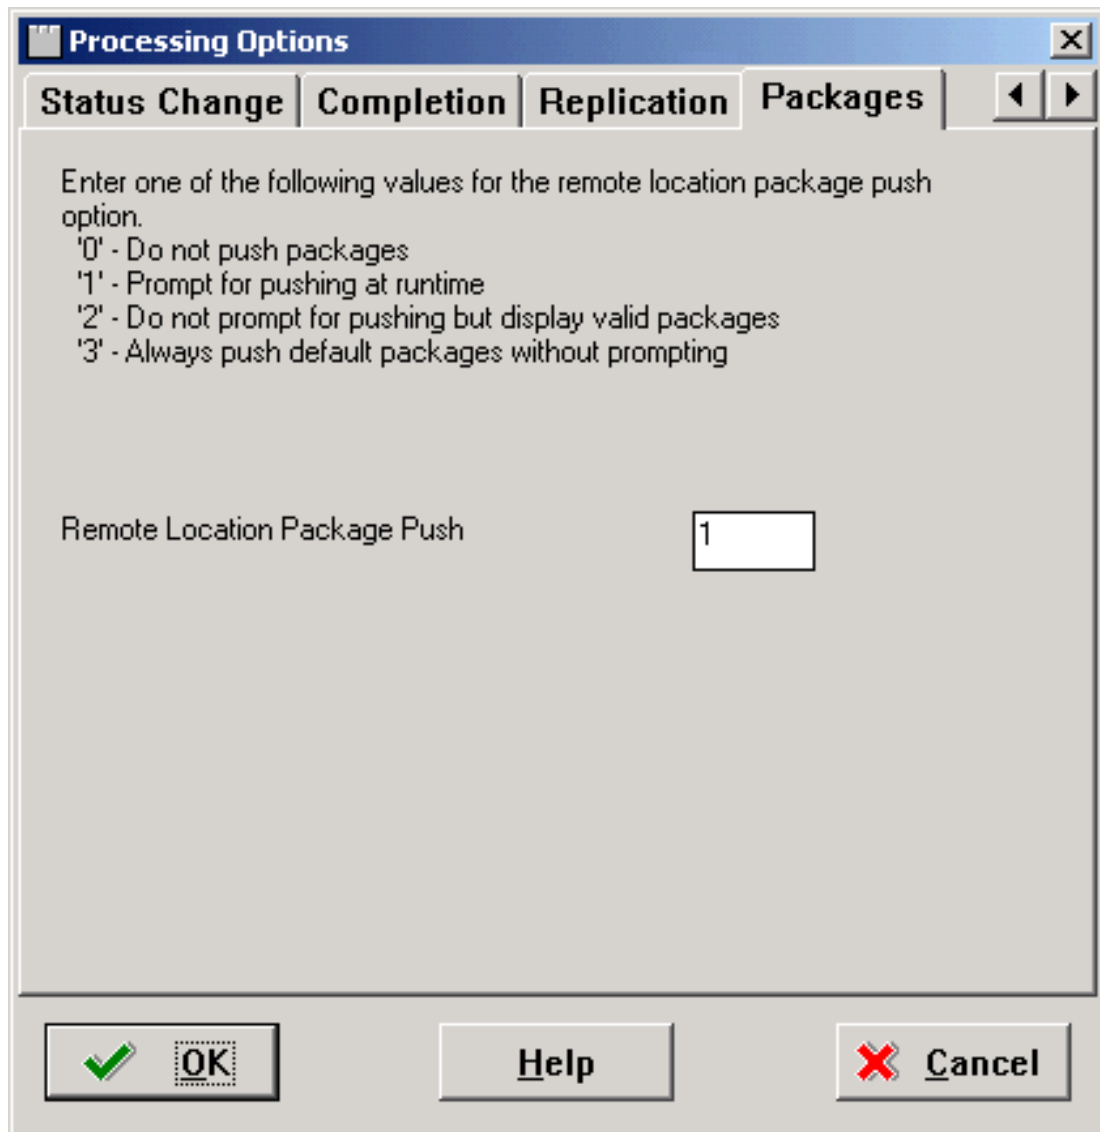 Processing Options
Status Change Completion Replication Packages
Enter one of the following values for the remote location package push
option.
'0' - Do not push packages
'1' - Prompt for pushing at runtime
'2' - Do not prompt for pushing but display valid packages
'3' - Always push default packages without prompting
Remote Location Package Push 1
OK Help Cancel